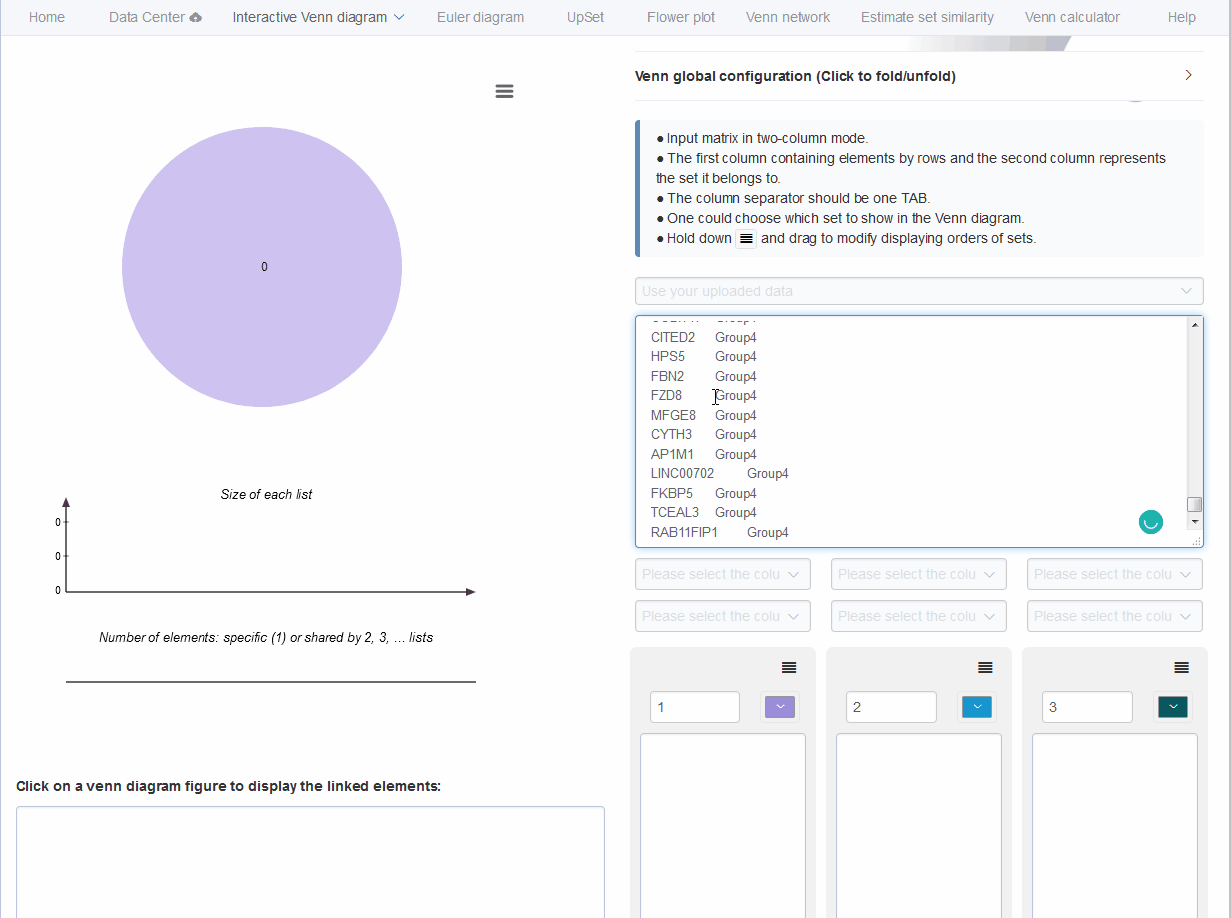 Home Data Center Interactive Venn diagram Euler diagram UpSet Flower plot Venn network Estimate set similarity Venn calculator Help
0
Size of each list
0
0
0
Number of elements: specific (1) or shared by 2, 3, ... lists
Click on a venn diagram figure to display the linked elements:
Venn global configuration (Click to fold/unfold)
● Input matrix in two-column mode.
● The first column containing elements by rows and the second column represents
the set it belongs to.
● The column separator should be one TAB.
● One could choose which set to show in the Venn diagram.
● Hold down and drag to modify displaying orders of sets.
Use your uploaded data
CITED2 Group4
HPS5 Group4
FBN2 Group4
FZD8 Group4
MFGE8 Group4
CYTH3 Group4
AP1M1 Group4
LINC00702 Group4
FKBP5 Group4
TCEAL3 Group4
RAB11FIP1 Group4
Please select the colu Please select the colu Please select the colu
Please select the colu Please select the colu Please select the colu
1 2 3